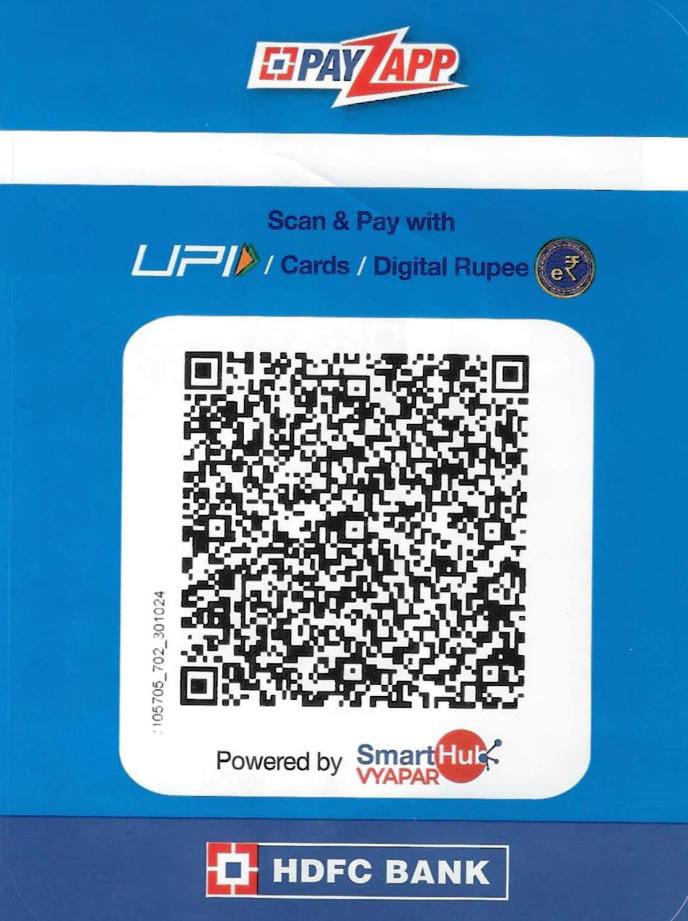 PAYZAPP
Scan & Pay with
UPI / Cards / Digital Rupee e₹
105705_702_301024
Powered by SmartHub
VYAPAR
HDFC BANK